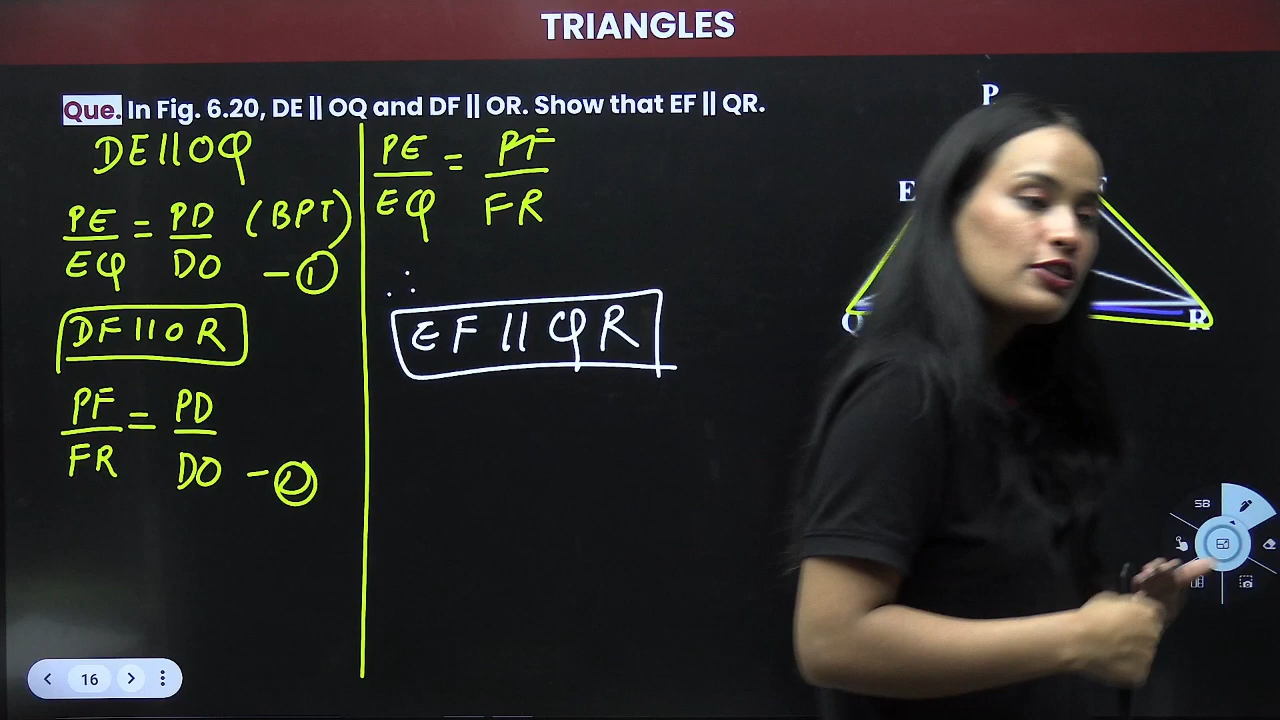 TRIANGLES
Que. In Fig. 6.20, DE || OQ and DF || OR. Show that EF || QR.
DE || OQ
PE/EQ = PD/DO (BPT) - ①
DF || OR
PF/FR = PD/DO - ②
PE/EQ = PF/FR
∴
EF || QR
P
E
R
SB
16